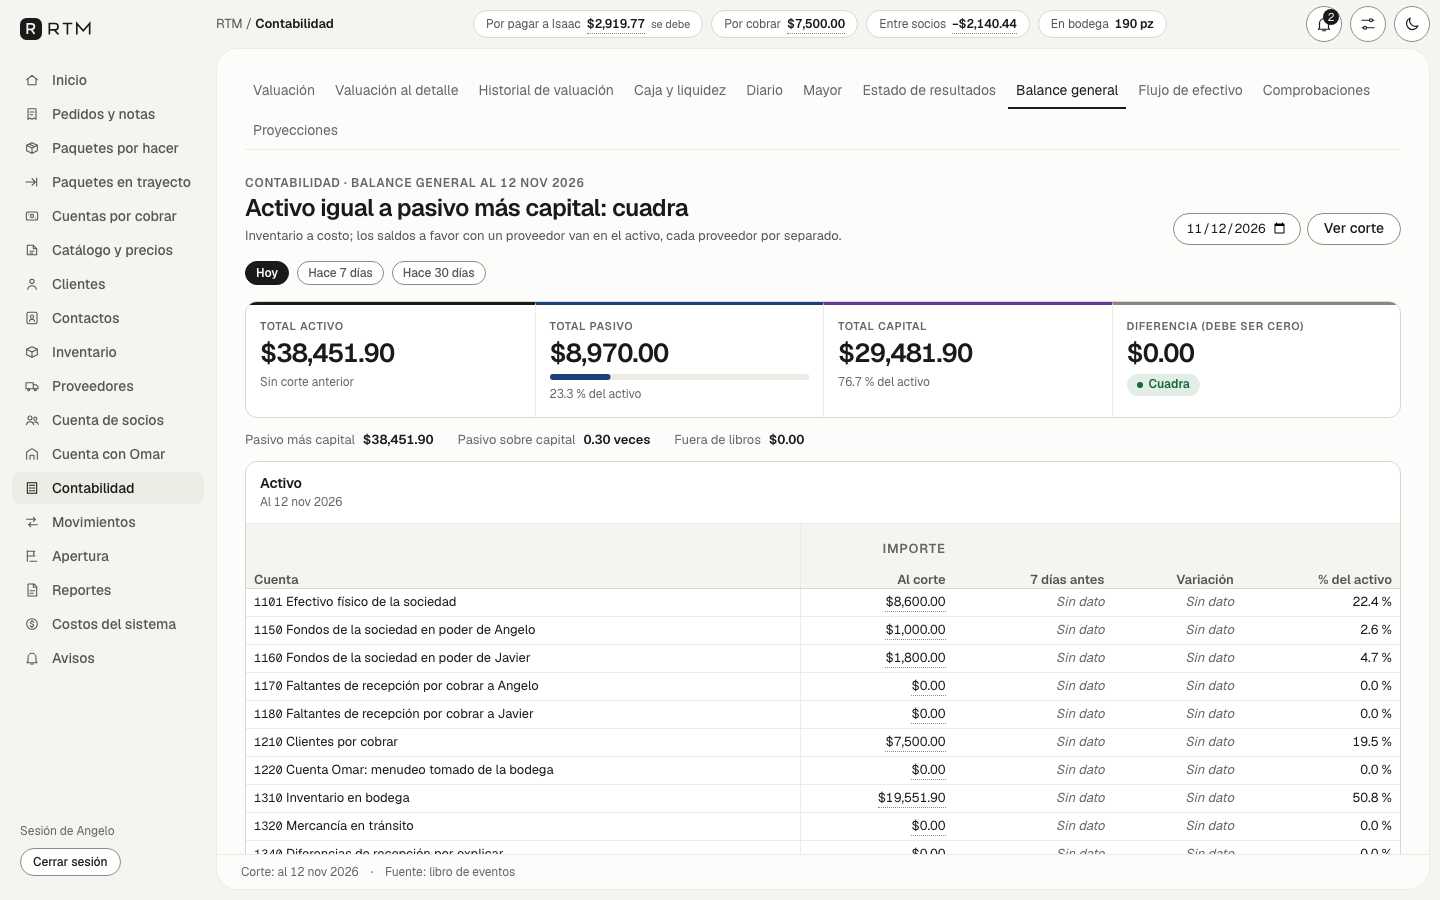 R RTM
RTM / Contabilidad
Por pagar a Isaac $2,919.77 se debe
Por cobrar $7,500.00
Entre socios −$2,140.44
En bodega 190 pz
2
Inicio
Pedidos y notas
Paquetes por hacer
Paquetes en trayecto
Cuentas por cobrar
Catálogo y precios
Clientes
Contactos
Inventario
Proveedores
Cuenta de socios
Cuenta con Omar
Contabilidad
Movimientos
Apertura
Reportes
Costos del sistema
Avisos
Sesión de Angelo
Cerrar sesión
Valuación Valuación al detalle Historial de valuación Caja y liquidez Diario Mayor Estado de resultados Balance general Flujo de efectivo Comprobaciones
Proyecciones
CONTABILIDAD · BALANCE GENERAL AL 12 NOV 2026
Activo igual a pasivo más capital: cuadra
Inventario a costo; los saldos a favor con un proveedor van en el activo, cada proveedor por separado.
11/12/2026 Ver corte
Hoy Hace 7 días Hace 30 días
TOTAL ACTIVO
$38,451.90
Sin corte anterior
TOTAL PASIVO
$8,970.00
23.3 % del activo
TOTAL CAPITAL
$29,481.90
76.7 % del activo
DIFERENCIA (DEBE SER CERO)
$0.00
Cuadra
Pasivo más capital $38,451.90 Pasivo sobre capital 0.30 veces Fuera de libros $0.00
Activo
Al 12 nov 2026
IMPORTE
Cuenta Al corte 7 días antes Variación % del activo
1101 Efectivo físico de la sociedad $8,600.00 Sin dato Sin dato 22.4 %
1150 Fondos de la sociedad en poder de Angelo $1,000.00 Sin dato Sin dato 2.6 %
1160 Fondos de la sociedad en poder de Javier $1,800.00 Sin dato Sin dato 4.7 %
1170 Faltantes de recepción por cobrar a Angelo $0.00 Sin dato Sin dato 0.0 %
1180 Faltantes de recepción por cobrar a Javier $0.00 Sin dato Sin dato 0.0 %
1210 Clientes por cobrar $7,500.00 Sin dato Sin dato 19.5 %
1220 Cuenta Omar: menudeo tomado de la bodega $0.00 Sin dato Sin dato 0.0 %
1310 Inventario en bodega $19,551.90 Sin dato Sin dato 50.8 %
1320 Mercancía en tránsito $0.00 Sin dato Sin dato 0.0 %
1340 Diferencias de recepción por explicar $0.00 Sin dato Sin dato 0.0 %
Corte: al 12 nov 2026 · Fuente: libro de eventos